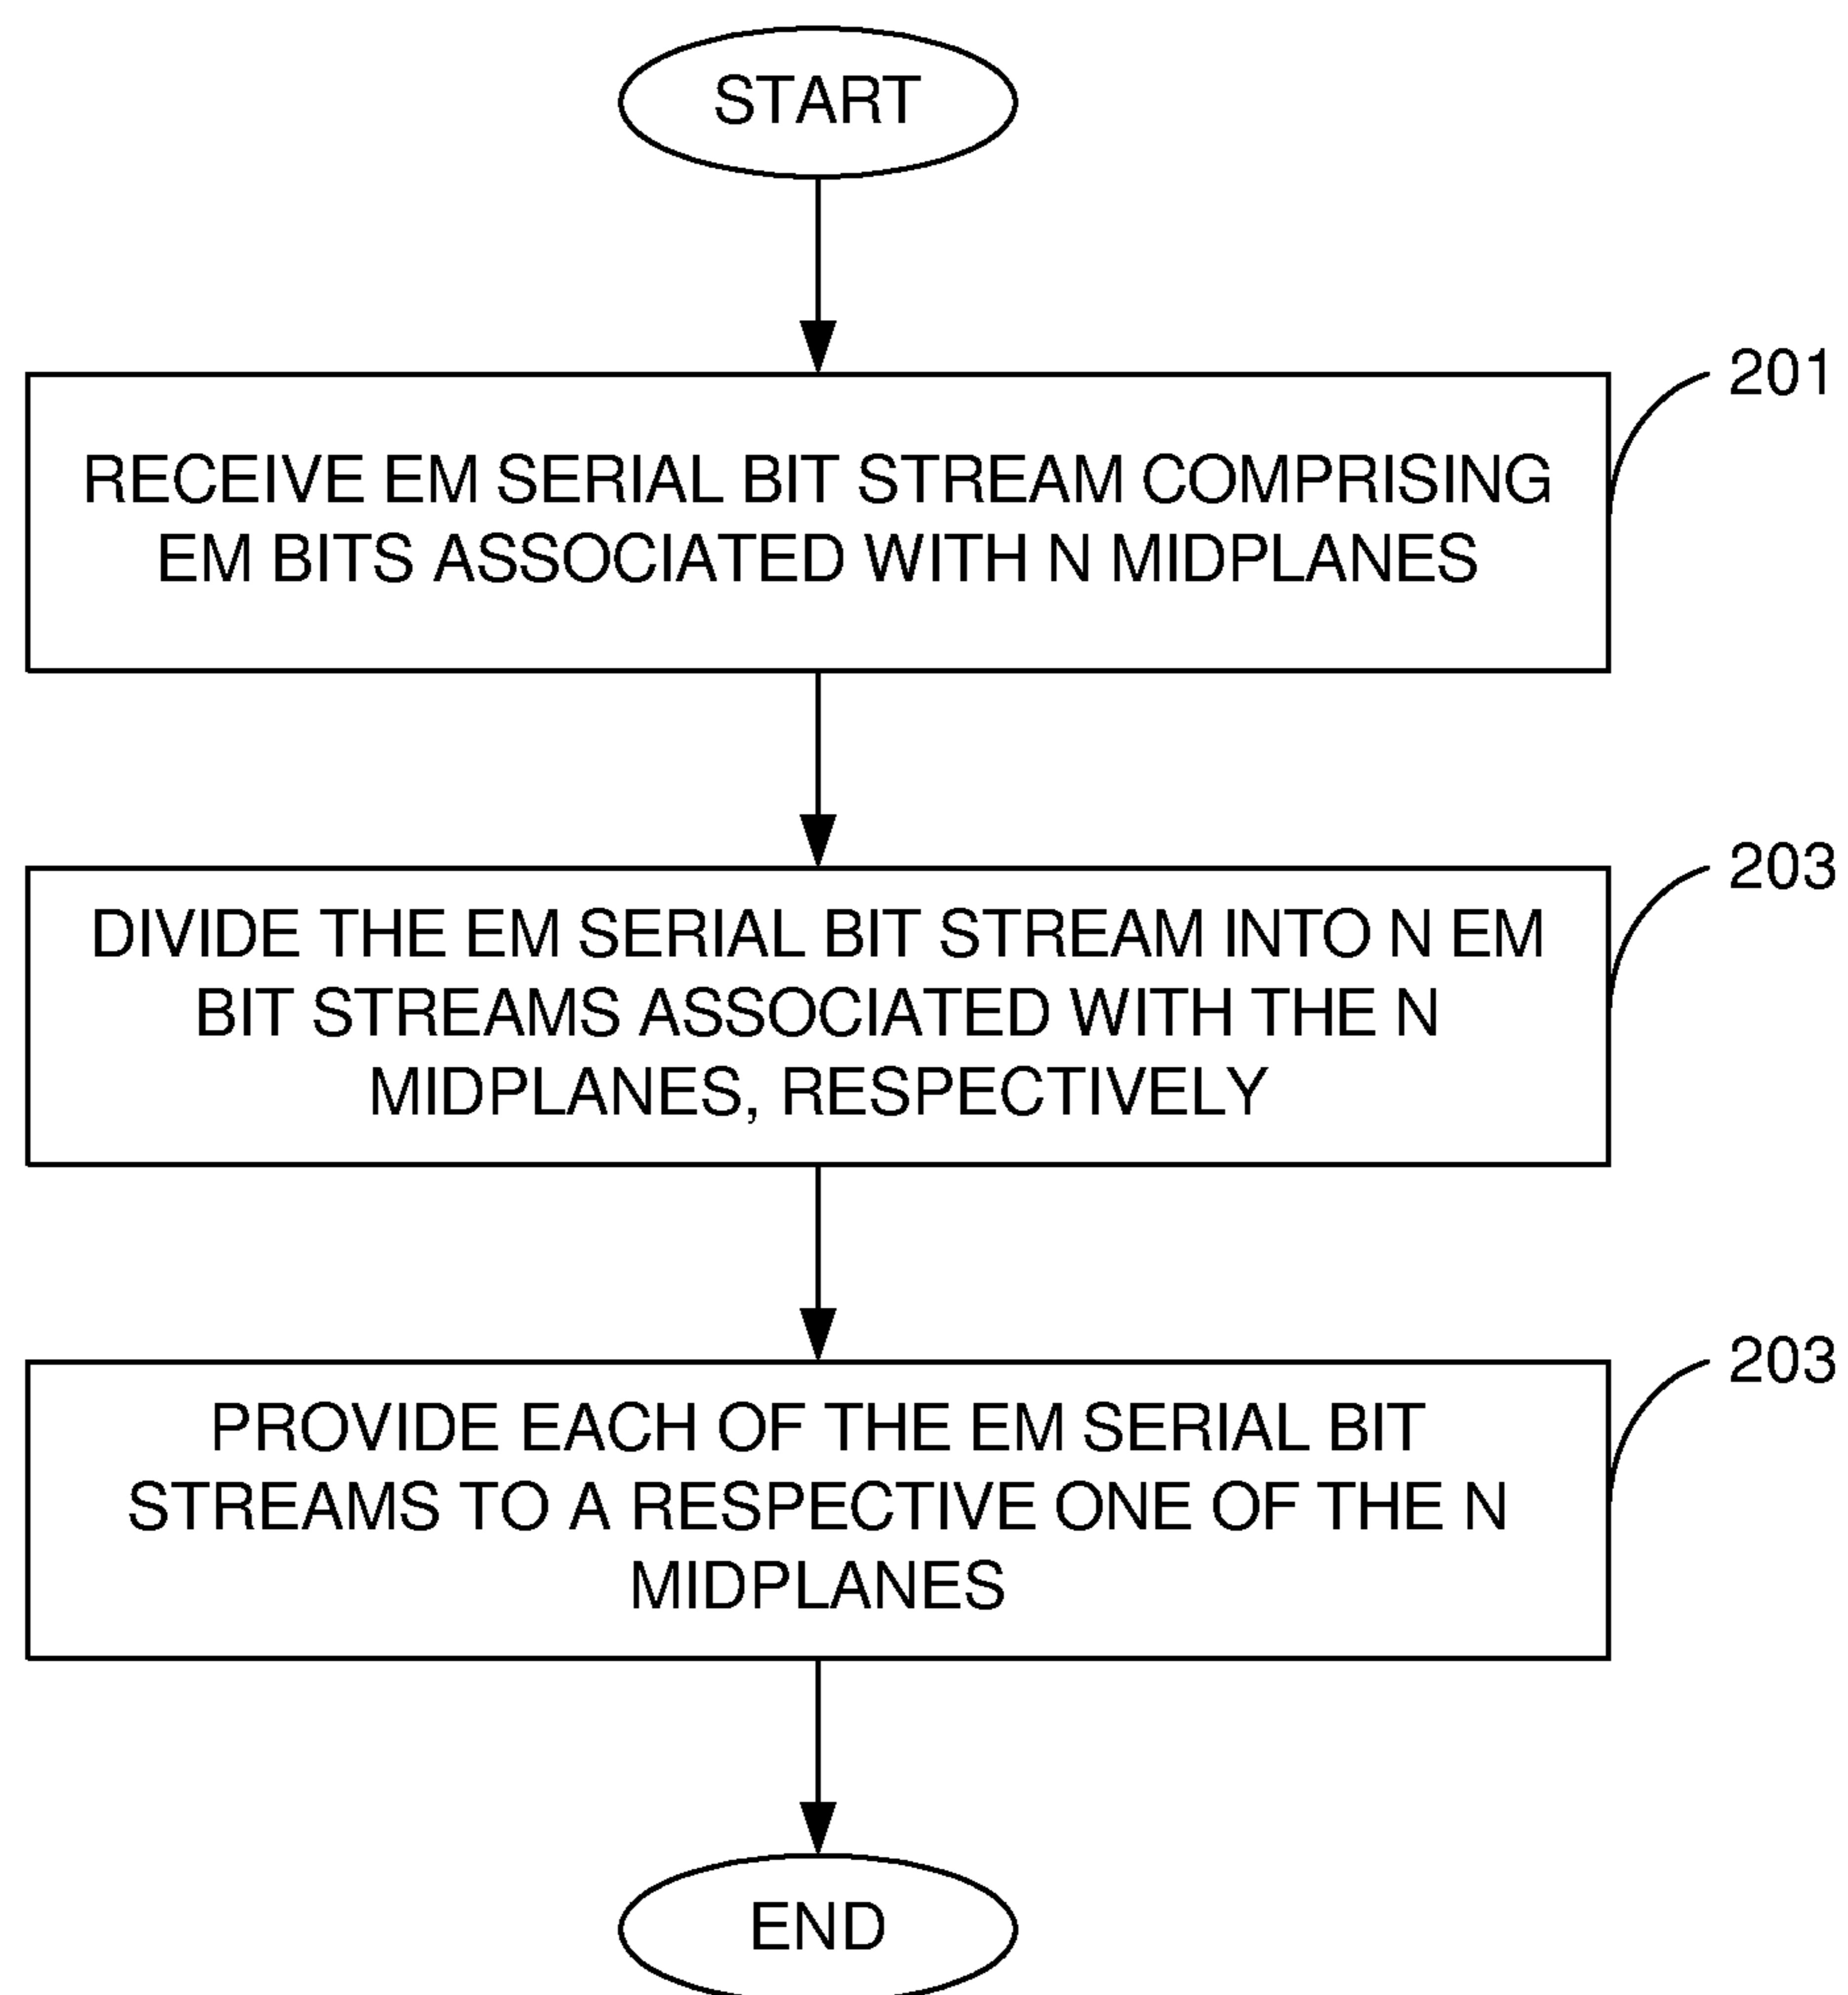 START
201
RECEIVE EM SERIAL BIT STREAM COMPRISING
EM BITS ASSOCIATED WITH N MIDPLANES
203
DIVIDE THE EM SERIAL BIT STREAM INTO N EM
BIT STREAMS ASSOCIATED WITH THE N
MIDPLANES, RESPECTIVELY
203
PROVIDE EACH OF THE EM SERIAL BIT
STREAMS TO A RESPECTIVE ONE OF THE N
MIDPLANES
END